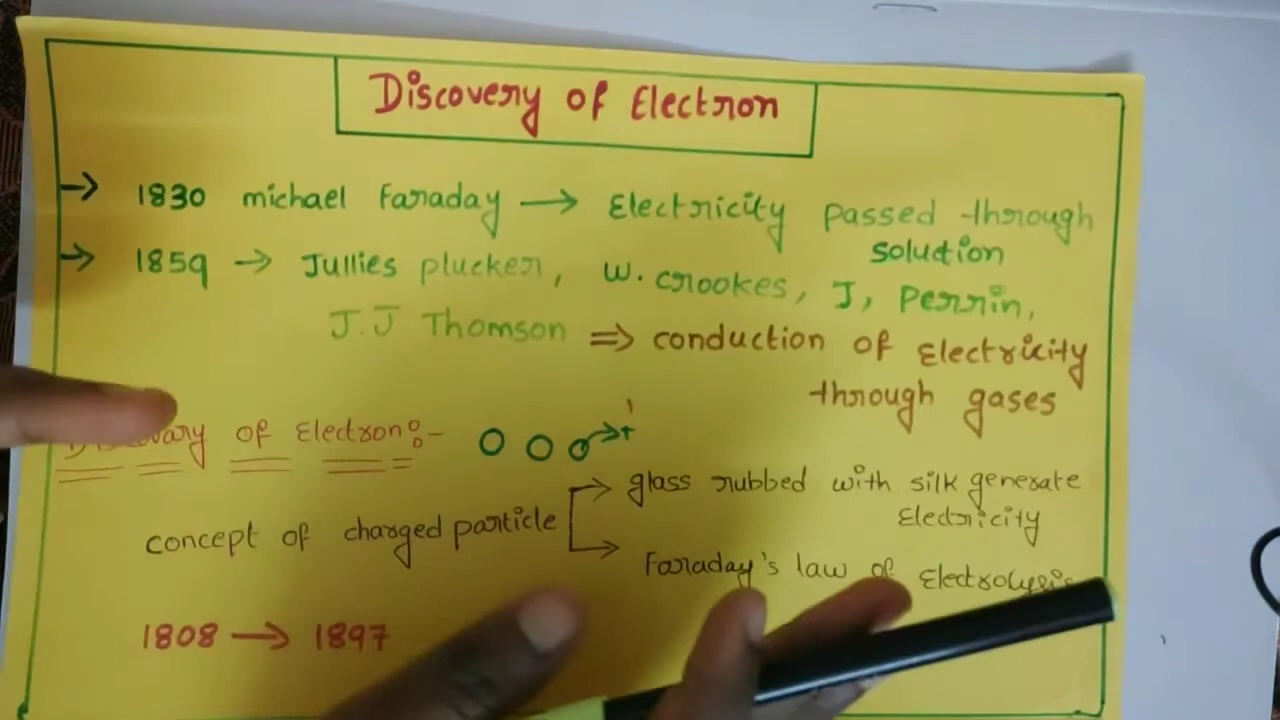 Discovery of Electron
→ 1830 michael Faraday → Electricity passed through
solution
→ 1859 → Jullies plucker, W. crookes, J, Perrin,
J.J Thomson ⇒ conduction of Electricity
through gases
of Electron:-
concept of charged particle → glass rubbed with silk generate
Electricity
→ Faraday's law of Electrolysis
1808 → 1897